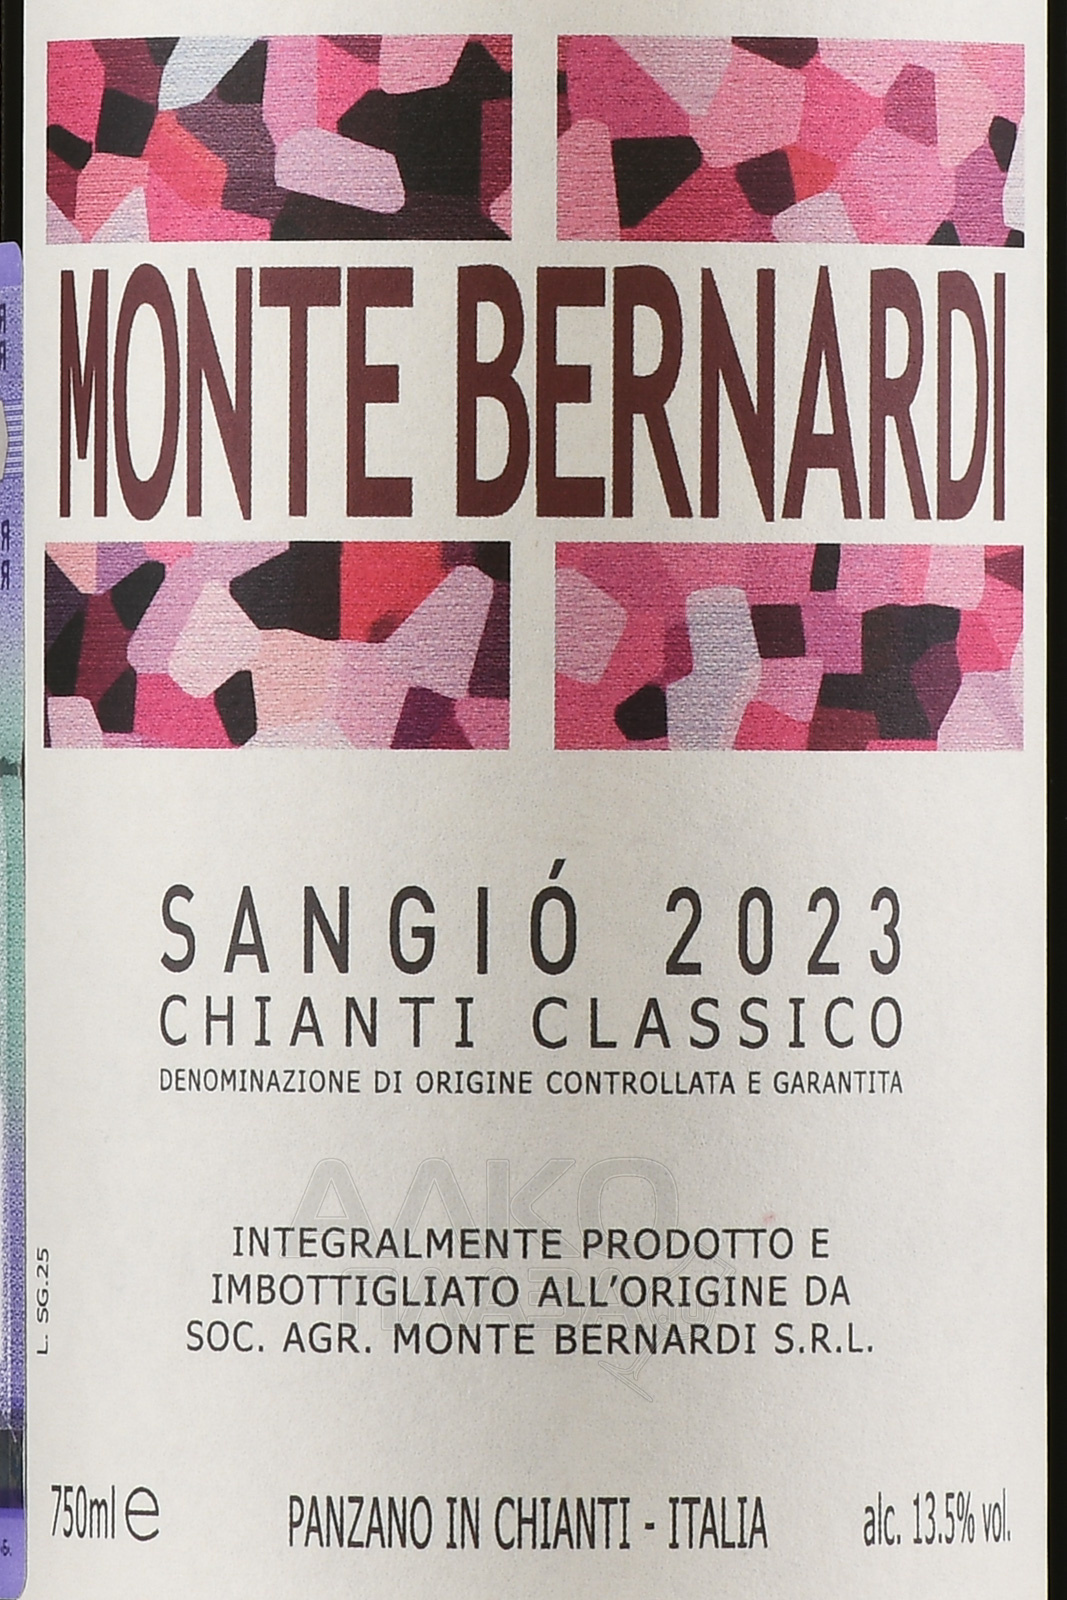 MONTE BERNARDI
SANGIÓ 2023
CHIANTI CLASSICO
DENOMINAZIONE DI ORIGINE CONTROLLATA E GARANTITA
INTEGRALMENTE PRODOTTO E
IMBOTTIGLIATO ALL'ORIGINE DA
SOC. AGR. MONTE BERNARDI S.R.L.
L. SG.25
750ml e
PANZANO IN CHIANTI - ITALIA
alc. 13.5% vol.